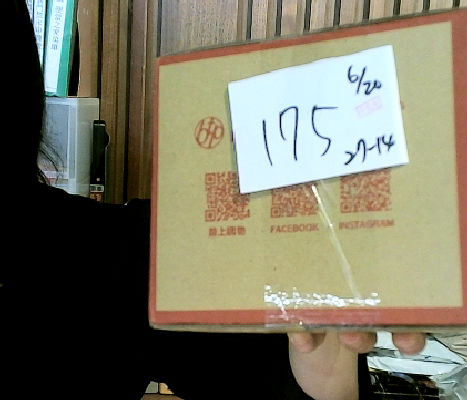 6/20
175
27-14
線上購物
FACEBOOK
INSTAGRAM